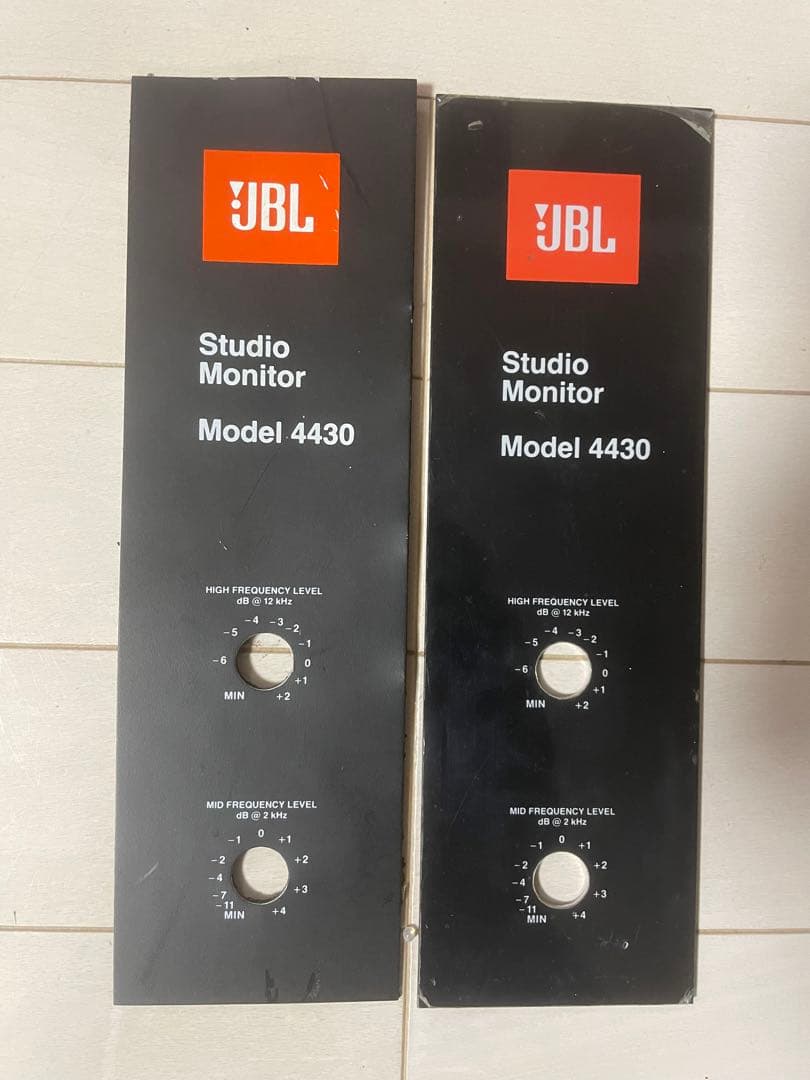 JBL
Studio
Monitor
Model 4430
HIGH FREQUENCY LEVEL
dB @ 12 kHz
-6 -5 -4 -3 -2 -1 0 +1 +2
MIN
MID FREQUENCY LEVEL
dB @ 2 kHz
-11 -7 -4 -2 -1 0 +1 +2 +3 +4
MIN
JBL
Studio
Monitor
Model 4430
HIGH FREQUENCY LEVEL
dB @ 12 kHz
-6 -5 -4 -3 -2 -1 0 +1 +2
MIN
MID FREQUENCY LEVEL
dB @ 2 kHz
-11 -7 -4 -2 -1 0 +1 +2 +3 +4
MIN